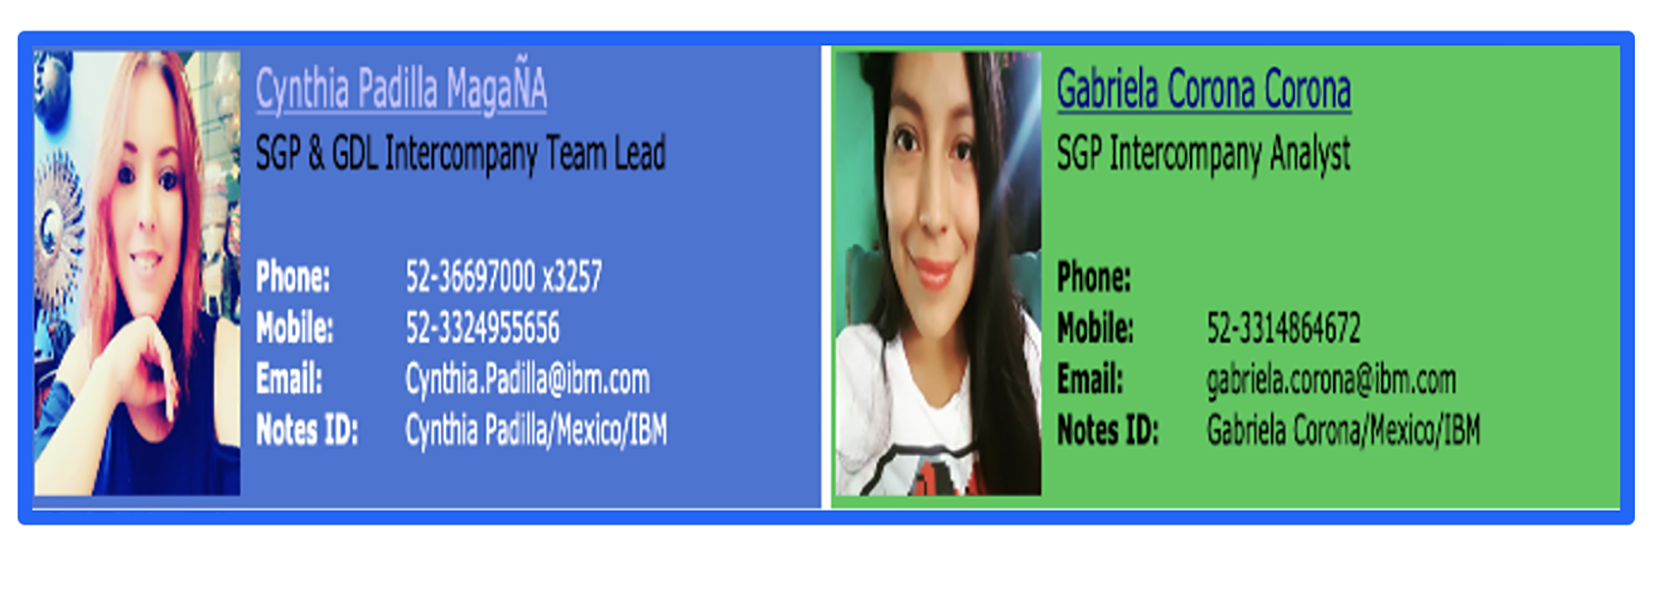 Cynthia Padilla MagaÑA
SGP & GDL Intercompany Team Lead
Phone: 52-36697000 x3257
Mobile: 52-3324955656
Email: Cynthia.Padilla@ibm.com
Notes ID: Cynthia Padilla/Mexico/IBM
Gabriela Corona Corona
SGP Intercompany Analyst
Phone:
Mobile: 52-3314864672
Email: gabriela.corona@ibm.com
Notes ID: Gabriela Corona/Mexico/IBM